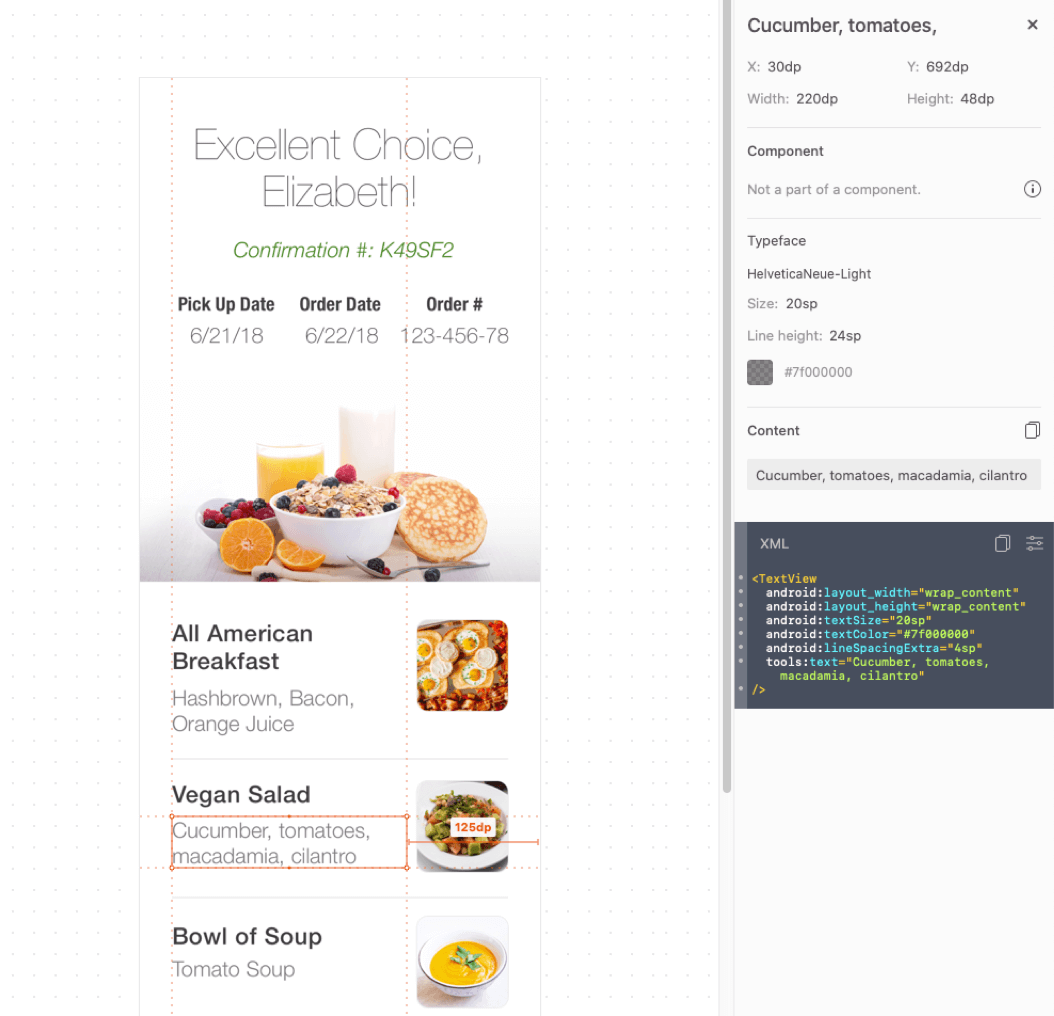 Excellent Choice,
Elizabeth!
Confirmation #: K49SF2
Pick Up Date Order Date Order #
6/21/18 6/22/18 123-456-78
All American
Breakfast
Hashbrown, Bacon,
Orange Juice
Vegan Salad
Cucumber, tomatoes,
macadamia, cilantro
125dp
Bowl of Soup
Tomato Soup
Cucumber, tomatoes,
X: 30dp Y: 692dp
Width: 220dp Height: 48dp
Component
Not a part of a component.
Typeface
HelveticaNeue-Light
Size: 20sp
Line height: 24sp
#7f000000
Content
Cucumber, tomatoes, macadamia, cilantro
XML
<TextView
android:layout_width="wrap_content"
android:layout_height="wrap_content"
android:textSize="20sp"
android:textColor="#7f000000"
android:lineSpacingExtra="4sp"
tools:text="Cucumber, tomatoes,
macadamia, cilantro"
/>